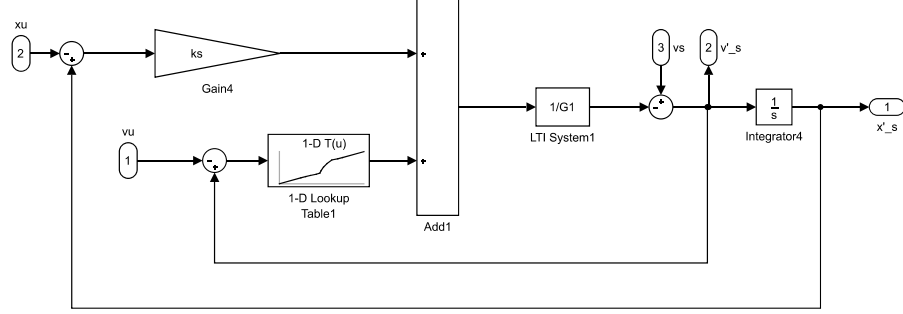 xu
2
-
+
ks
Gain4
+
vu
1
-
+
1-D T(u)
1-D Lookup
Table1
+
Add1
1/G1
LTI System1
3
vs
-
+
2
v'_s
1
s
Integrator4
1
x'_s